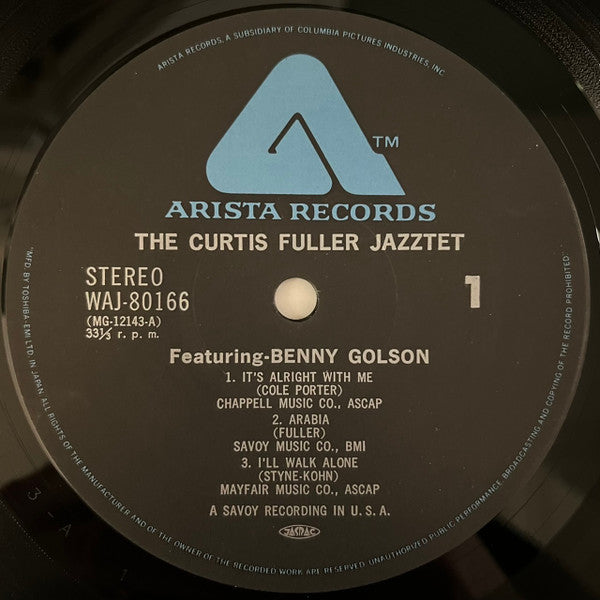 ARISTA RECORDS, A SUBSIDIARY OF COLUMBIA PICTURES INDUSTRIES, INC
TM
ARISTA RECORDS
THE CURTIS FULLER JAZZTET
STEREO
WAJ-80166
(MG-12143-A)
33⅓ r. p. m.
1
Featuring-BENNY GOLSON
1. IT'S ALRIGHT WITH ME
(COLE PORTER)
CHAPPELL MUSIC CO., ASCAP
2. ARABIA
(FULLER)
SAVOY MUSIC CO., BMI
3. I'LL WALK ALONE
(STYNE-KOHN)
MAYFAIR MUSIC CO., ASCAP
A SAVOY RECORDING IN U. S. A.
JASRAC
"MFD. BY TOSHIBA-EMI LTD. IN JAPAN ALL RIGHTS OF THE MANUFACTURER AND OF THE OWNER OF THE RECORDED WORK ARE RESERVED. UNAUTHORIZED PUBLIC PERFORMANCE, BROADCASTING AND COPYING OF THE RECORD PROHIBITED"
3-A 1